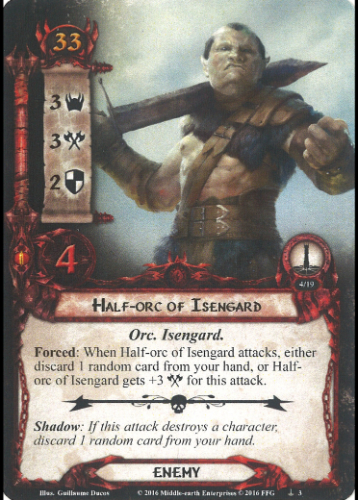 33
3
3
2
4
4/19
HALF-ORC OF ISENGARD
Orc. Isengard.
Forced: When Half-orc of Isengard attacks, either
discard 1 random card from your hand, or Half-
orc of Isengard gets +3 for this attack.
Shadow: If this attack destroys a character,
discard 1 random card from your hand.
ENEMY
Illus. Guillaume Ducos © 2016 Middle-earth Enterprises © 2016 FFG 3